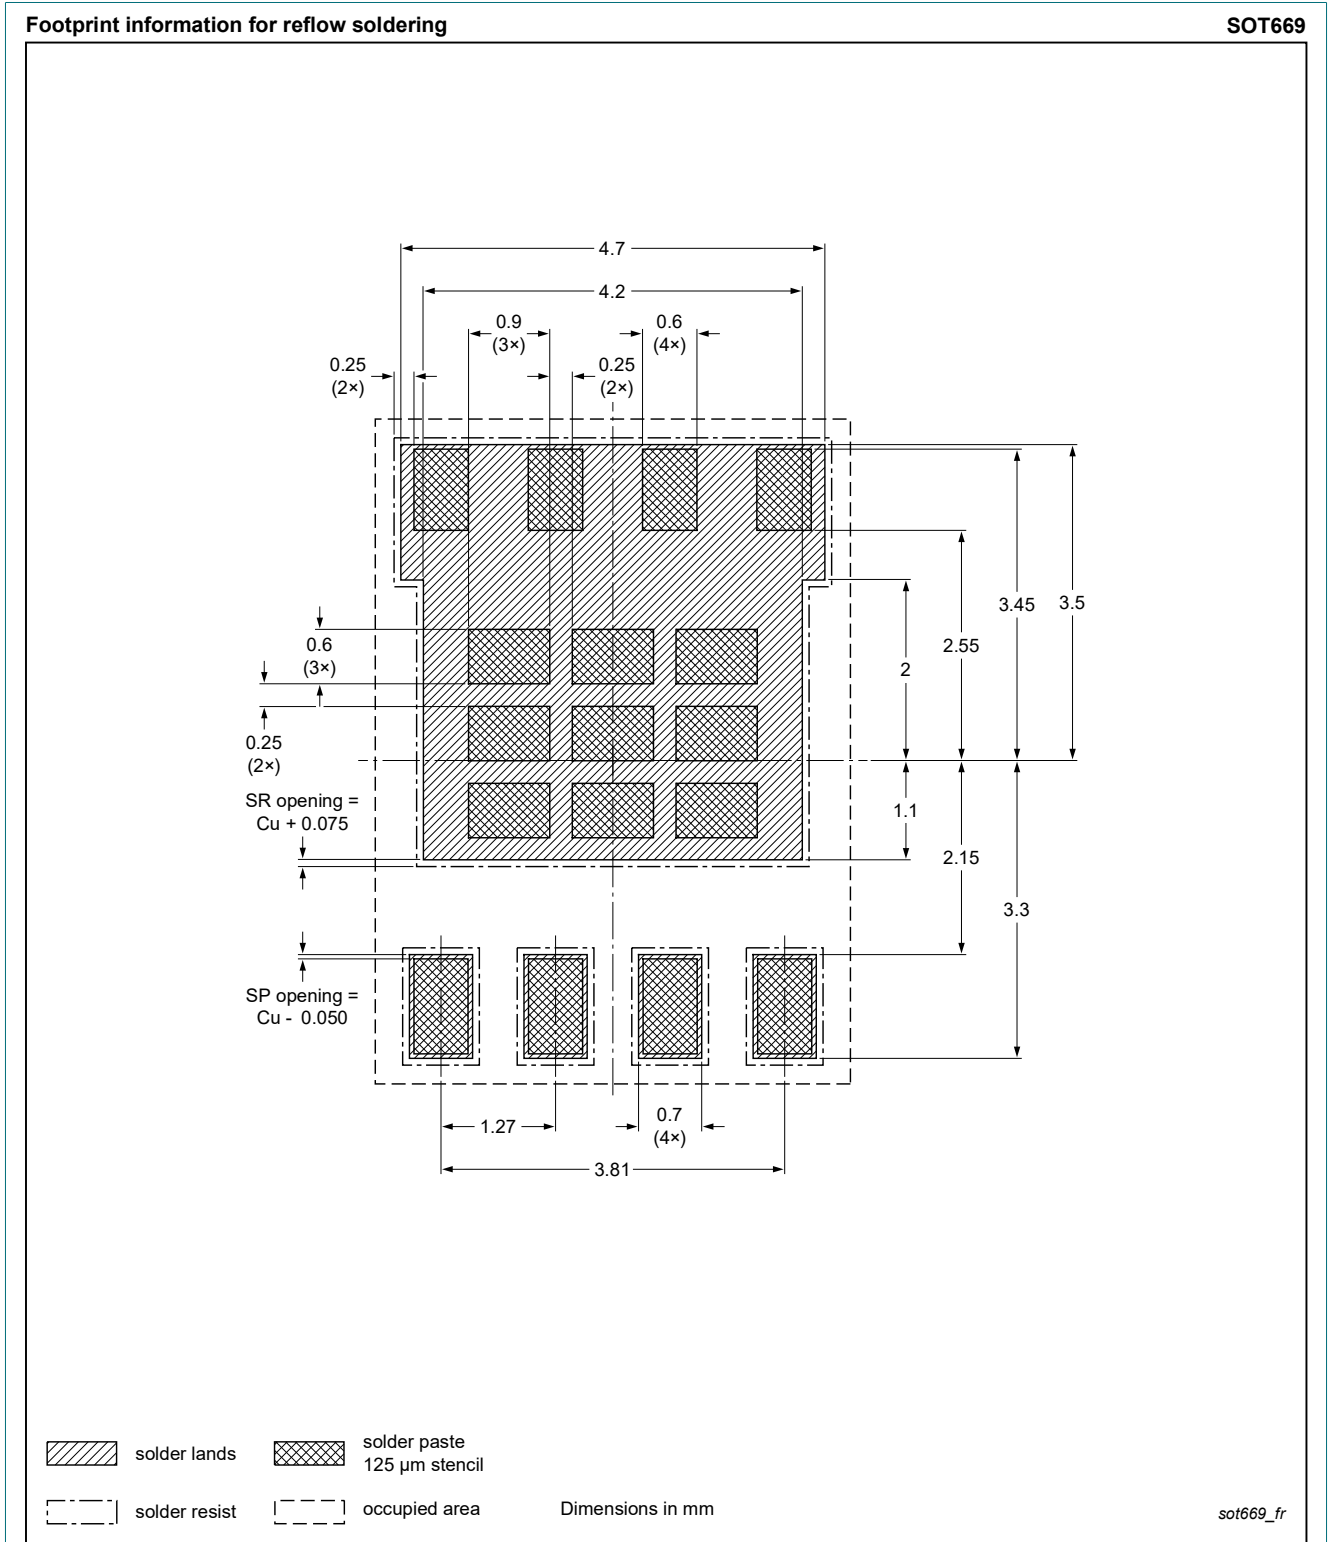 Footprint information for reflow soldering
SOT669
4.7
4.2
0.9
(3×)
0.6
(4×)
0.25
(2×)
0.25
(2×)
3.45
3.5
2.55
2
0.6
(3×)
0.25
(2×)
SR opening =
Cu + 0.075
1.1
2.15
3.3
SP opening =
Cu - 0.050
1.27
0.7
(4×)
3.81
solder lands
solder paste
125 µm stencil
solder resist
occupied area
Dimensions in mm
sot669_fr